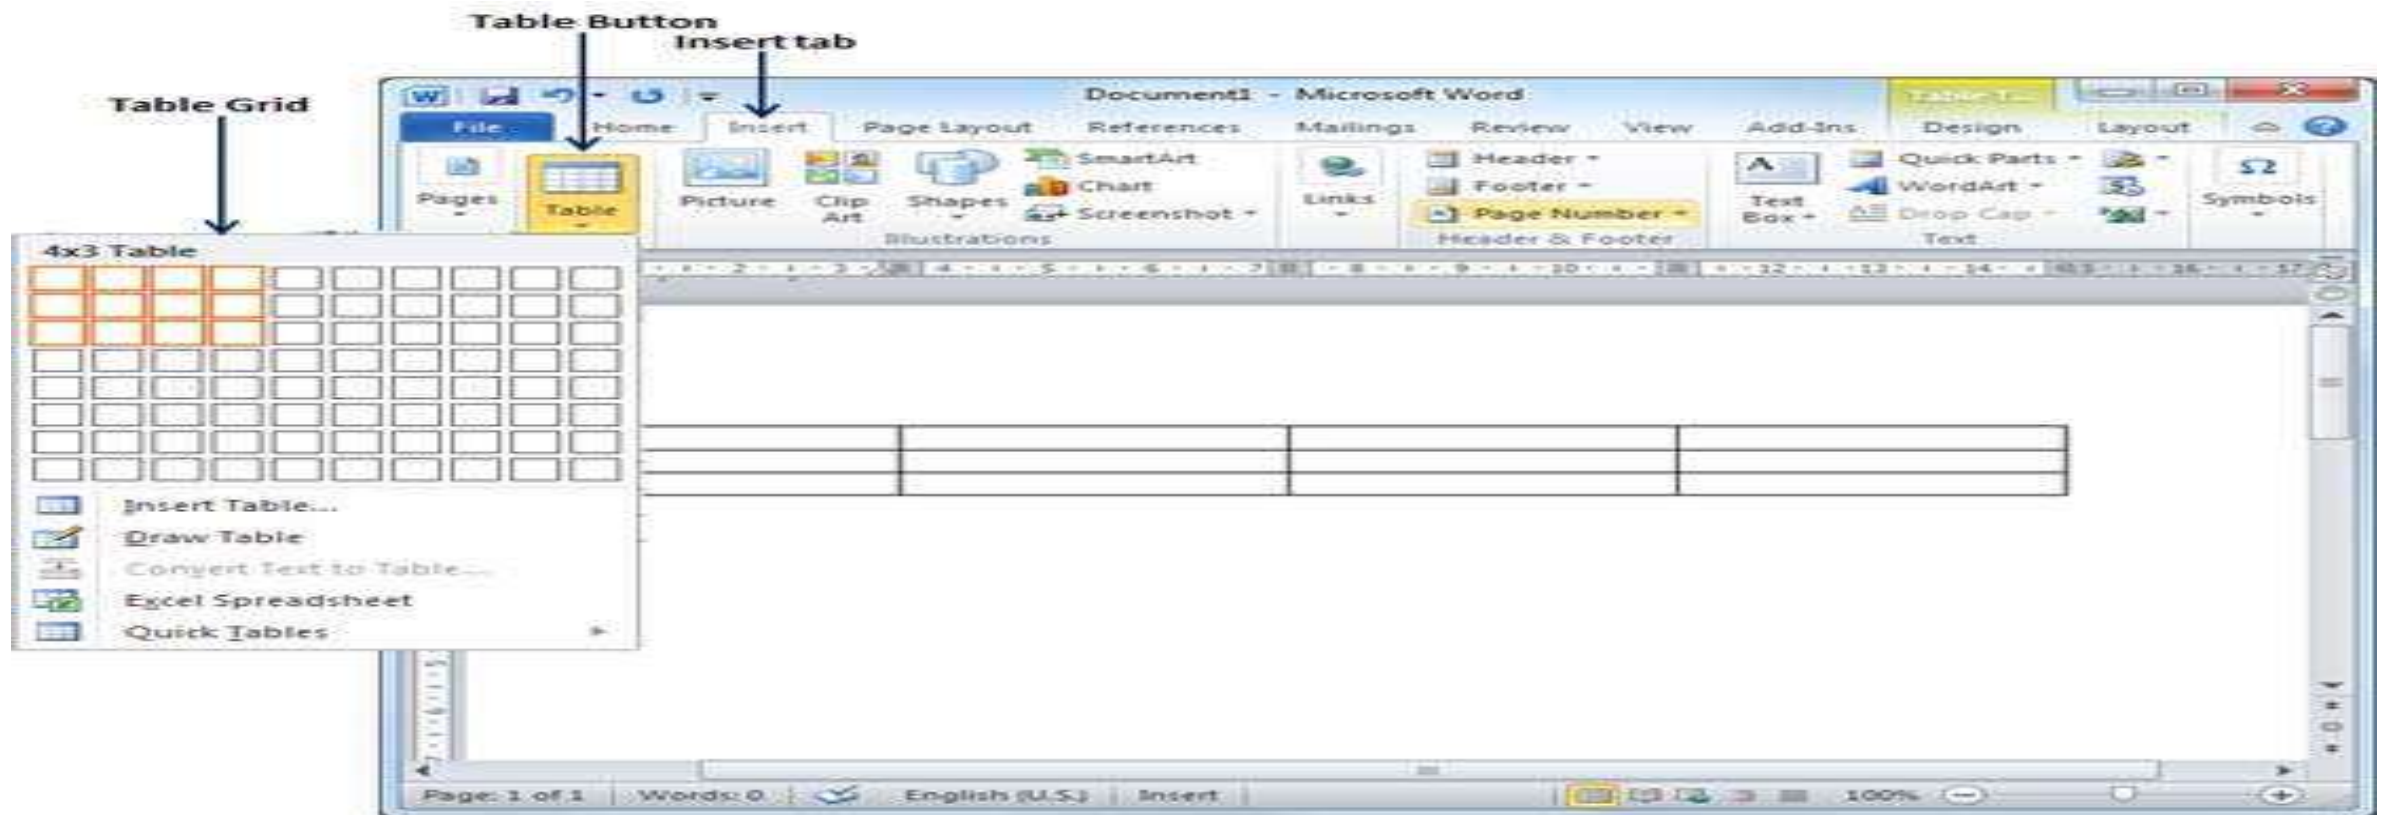 Table Button
Insert tab
Table Grid
Document1 - Microsoft Word
File Home Insert Page Layout References Mailings Review View Add-Ins Design Layout
Pages
Table
Picture
Clip Art
Shapes
SmartArt
Chart
Screenshot
Illustrations
Links
Header
Footer
Page Number
Header & Footer
A
Text Box
Quick Parts
WordArt
Drop Cap
Text
Ω
Symbols
4x3 Table
Insert Table...
Draw Table
Convert Text to Table...
Excel Spreadsheet
Quick Tables
Page: 1 of 1 Words: 0 English (U.S.) Insert 100%